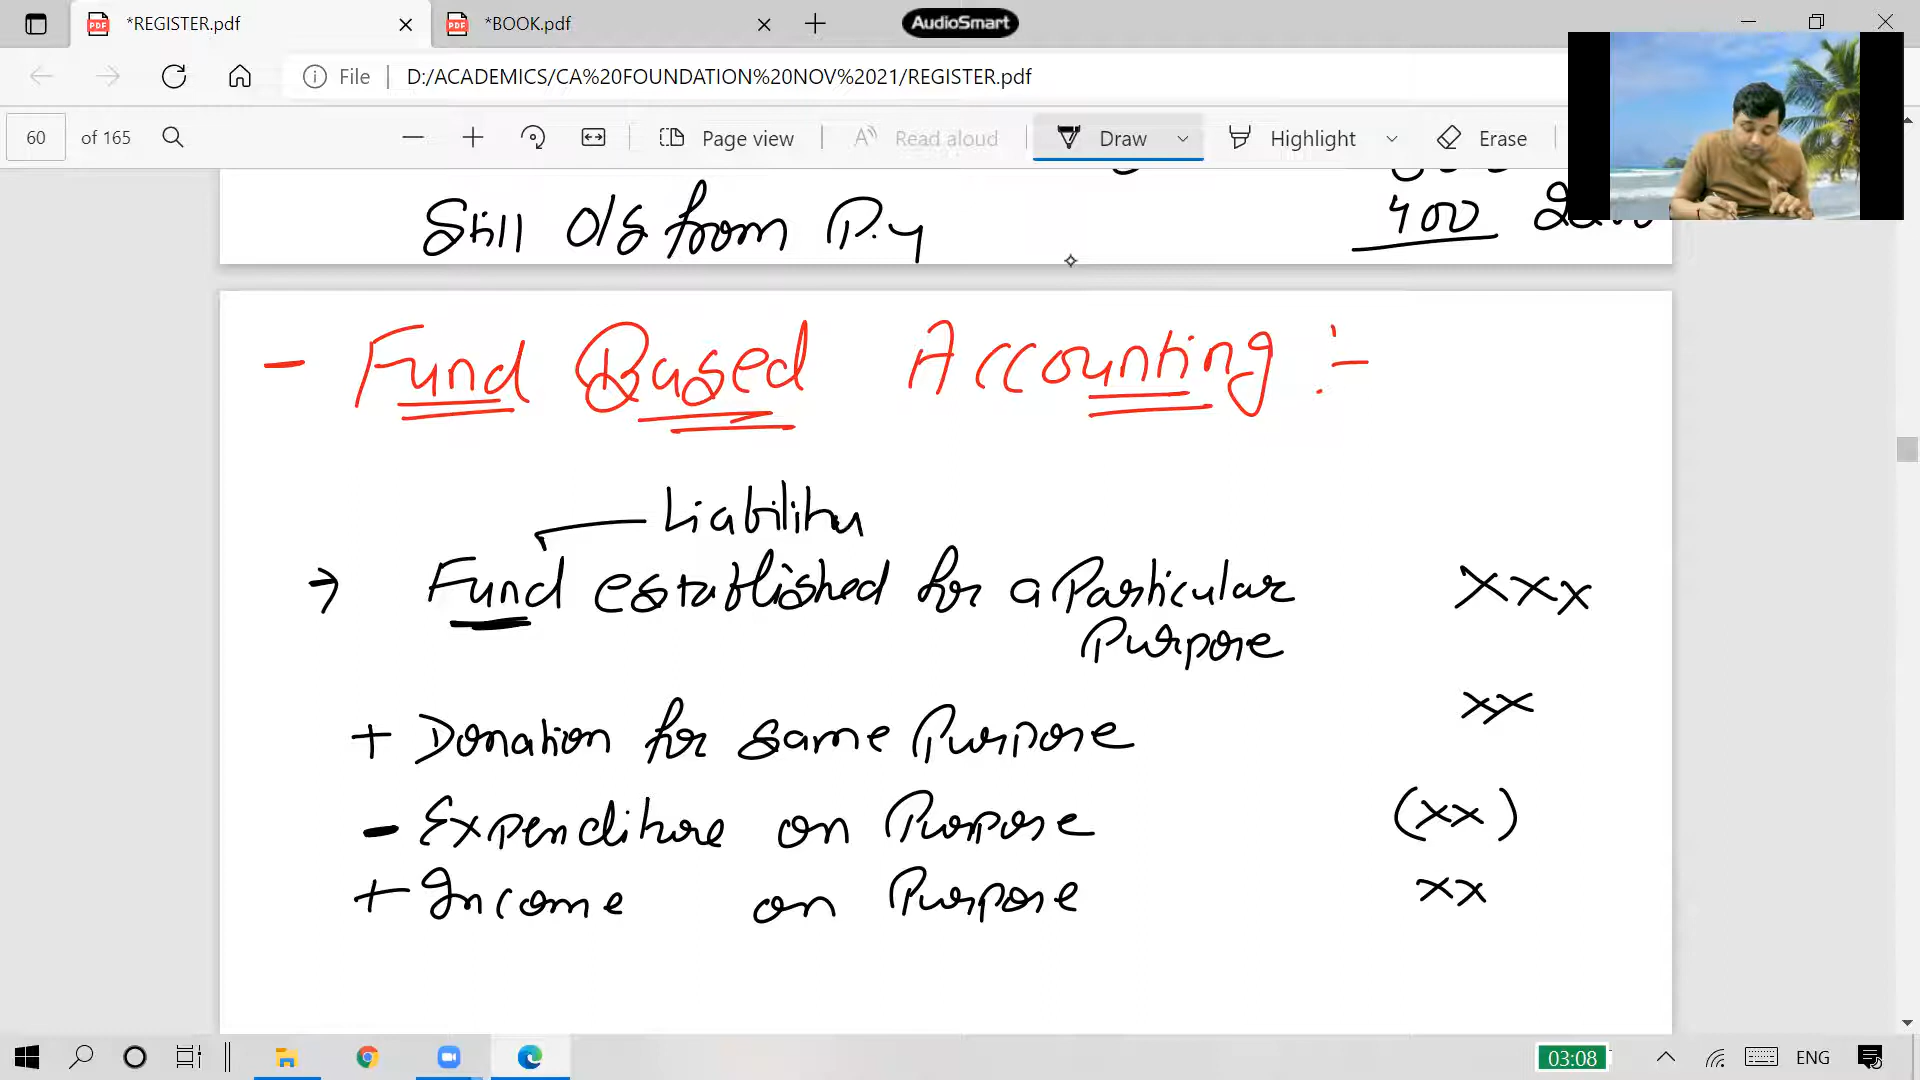 *REGISTER.pdf
*BOOK.pdf
AudioSmart
File D:/ACADEMICS/CA%20FOUNDATION%20NOV%2021/REGISTER.pdf
60 of 165
Page view
Read aloud
Draw
Highlight
Erase
Still O/s from P.y 400
- Fund Based Accounting :-
Liability
→ Fund established for a Particular XXX
Purpose
+ Donation for same Purpose XX
- Expenditure on Purpose (XX)
+ Income on Purpose XX
03:08
ENG